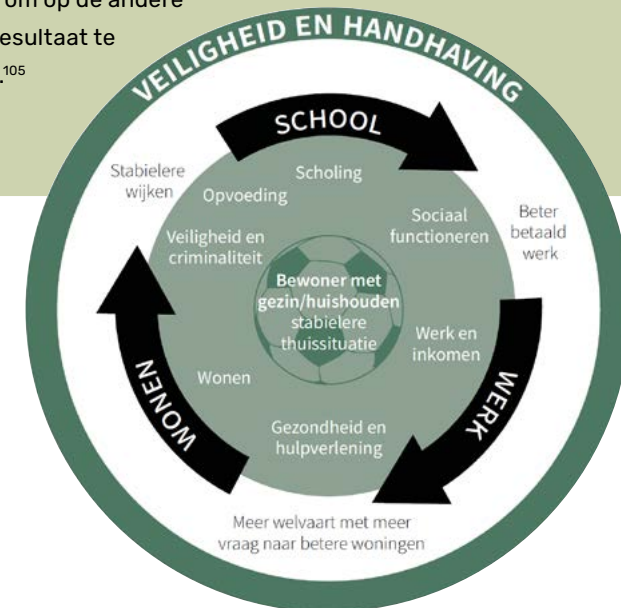 om op de andere
esultaat te
.105
VEILIGHEID EN HANDHAVING
SCHOOL
Stabielere
wijken
Scholing
Opvoeding
Sociaal
functioneren
Beter
betaald
werk
Veiligheid en
criminaliteit
Bewoner met
gezin/huishouden
stabielere
thuissituatie
Werk en
inkomen
Wonen
WONEN
WERK
Gezondheid en
hulpverlening
Meer welvaart met meer
vraag naar betere woningen